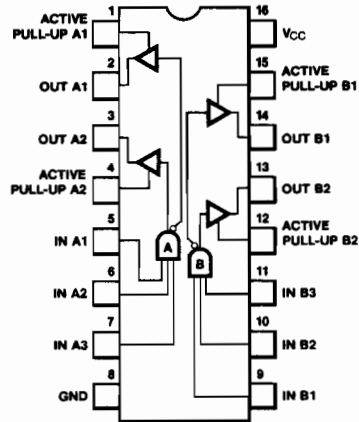 1
ACTIVE
PULL-UP A1
2
OUT A1
3
OUT A2
4
ACTIVE
PULL-UP A2
5
IN A1
6
IN A2
7
IN A3
8
GND
16
VCC
15
ACTIVE
PULL-UP B1
14
OUT B1
13
OUT B2
12
ACTIVE
PULL-UP B2
11
IN B3
10
IN B2
9
IN B1
A
B